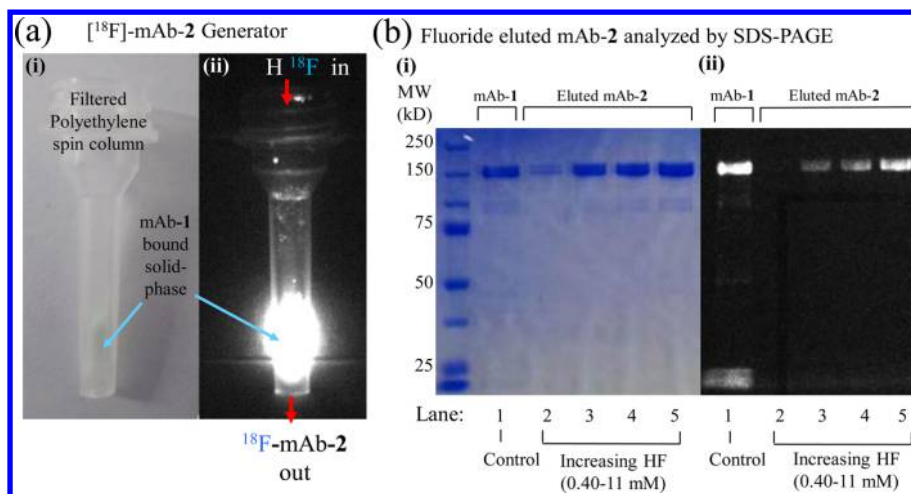 (a) [¹⁸F]-mAb-2 Generator
(i)
Filtered
Polyethylene
spin column
mAb-1
bound
solid-
phase
(ii)
H ¹⁸F in
¹⁸F-mAb-2
out
(b) Fluoride eluted mAb-2 analyzed by SDS-PAGE
(i)
MW
(kD)
mAb-1
Eluted mAb-2
250
150
75
50
25
(ii)
mAb-1
Eluted mAb-2
Lane: 1 2 3 4 5
Control
Increasing HF
(0.40-11 mM)
1 2 3 4 5
Control
Increasing HF
(0.40-11 mM)